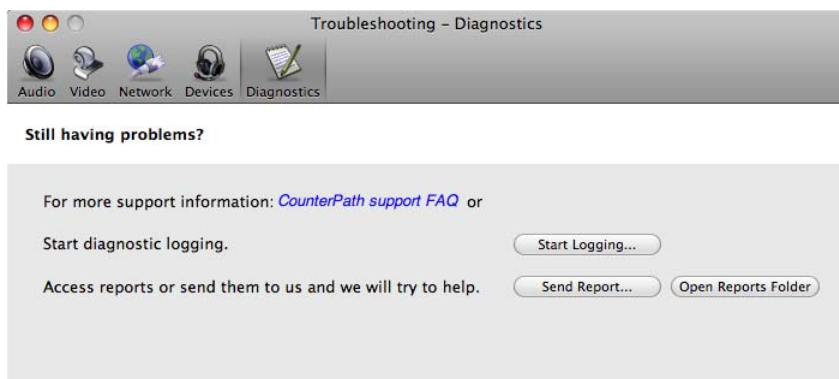 Troubleshooting – Diagnostics
Audio Video Network Devices Diagnostics
Still having problems?
For more support information: CounterPath support FAQ or
Start diagnostic logging. Start Logging...
Access reports or send them to us and we will try to help. Send Report... Open Reports Folder